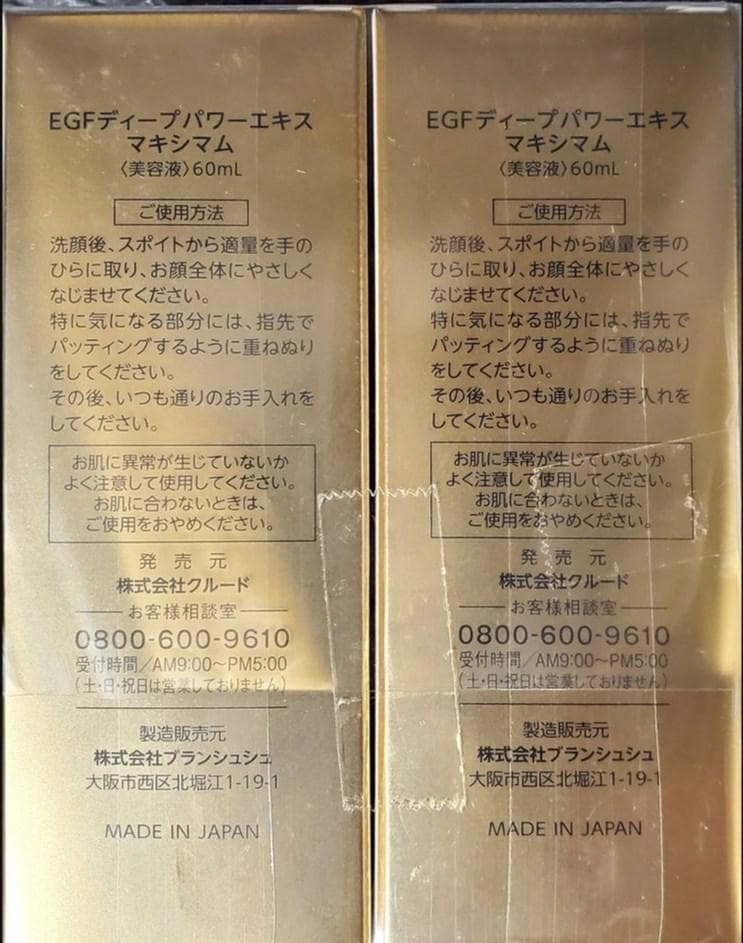 EGFディープパワーエキス
マキシマム
〈美容液〉60mL
ご使用方法
洗顔後、スポイトから適量を手の
ひらに取り、お顔全体にやさしく
なじませてください。
特に気になる部分には、指先で
パッティングするように重ねぬり
をしてください。
その後、いつも通りのお手入れを
してください。
お肌に異常が生じていないか
よく注意して使用してください。
お肌に合わないときは、
ご使用をおやめください。
発売元
株式会社クルード
お客様相談室
0800-600-9610
受付時間/AM9:00〜PM5:00
(土・日・祝日は営業しておりません)
製造販売元
株式会社ブランシュシュ
大阪市西区北堀江1-19-1
MADE IN JAPAN
EGFディープパワーエキス
マキシマム
〈美容液〉60mL
ご使用方法
洗顔後、スポイトから適量を手の
ひらに取り、お顔全体にやさしく
なじませてください。
特に気になる部分には、指先で
パッティングするように重ねぬり
をしてください。
その後、いつも通りのお手入れを
してください。
お肌に異常が生じていないか
よく注意して使用してください。
お肌に合わないときは、
ご使用をおやめください。
発売元
株式会社クルード
お客様相談室
0800-600-9610
受付時間/AM9:00〜PM5:00
(土・日・祝日は営業しておりません)
製造販売元
株式会社ブランシュシュ
大阪市西区北堀江1-19-1
MADE IN JAPAN